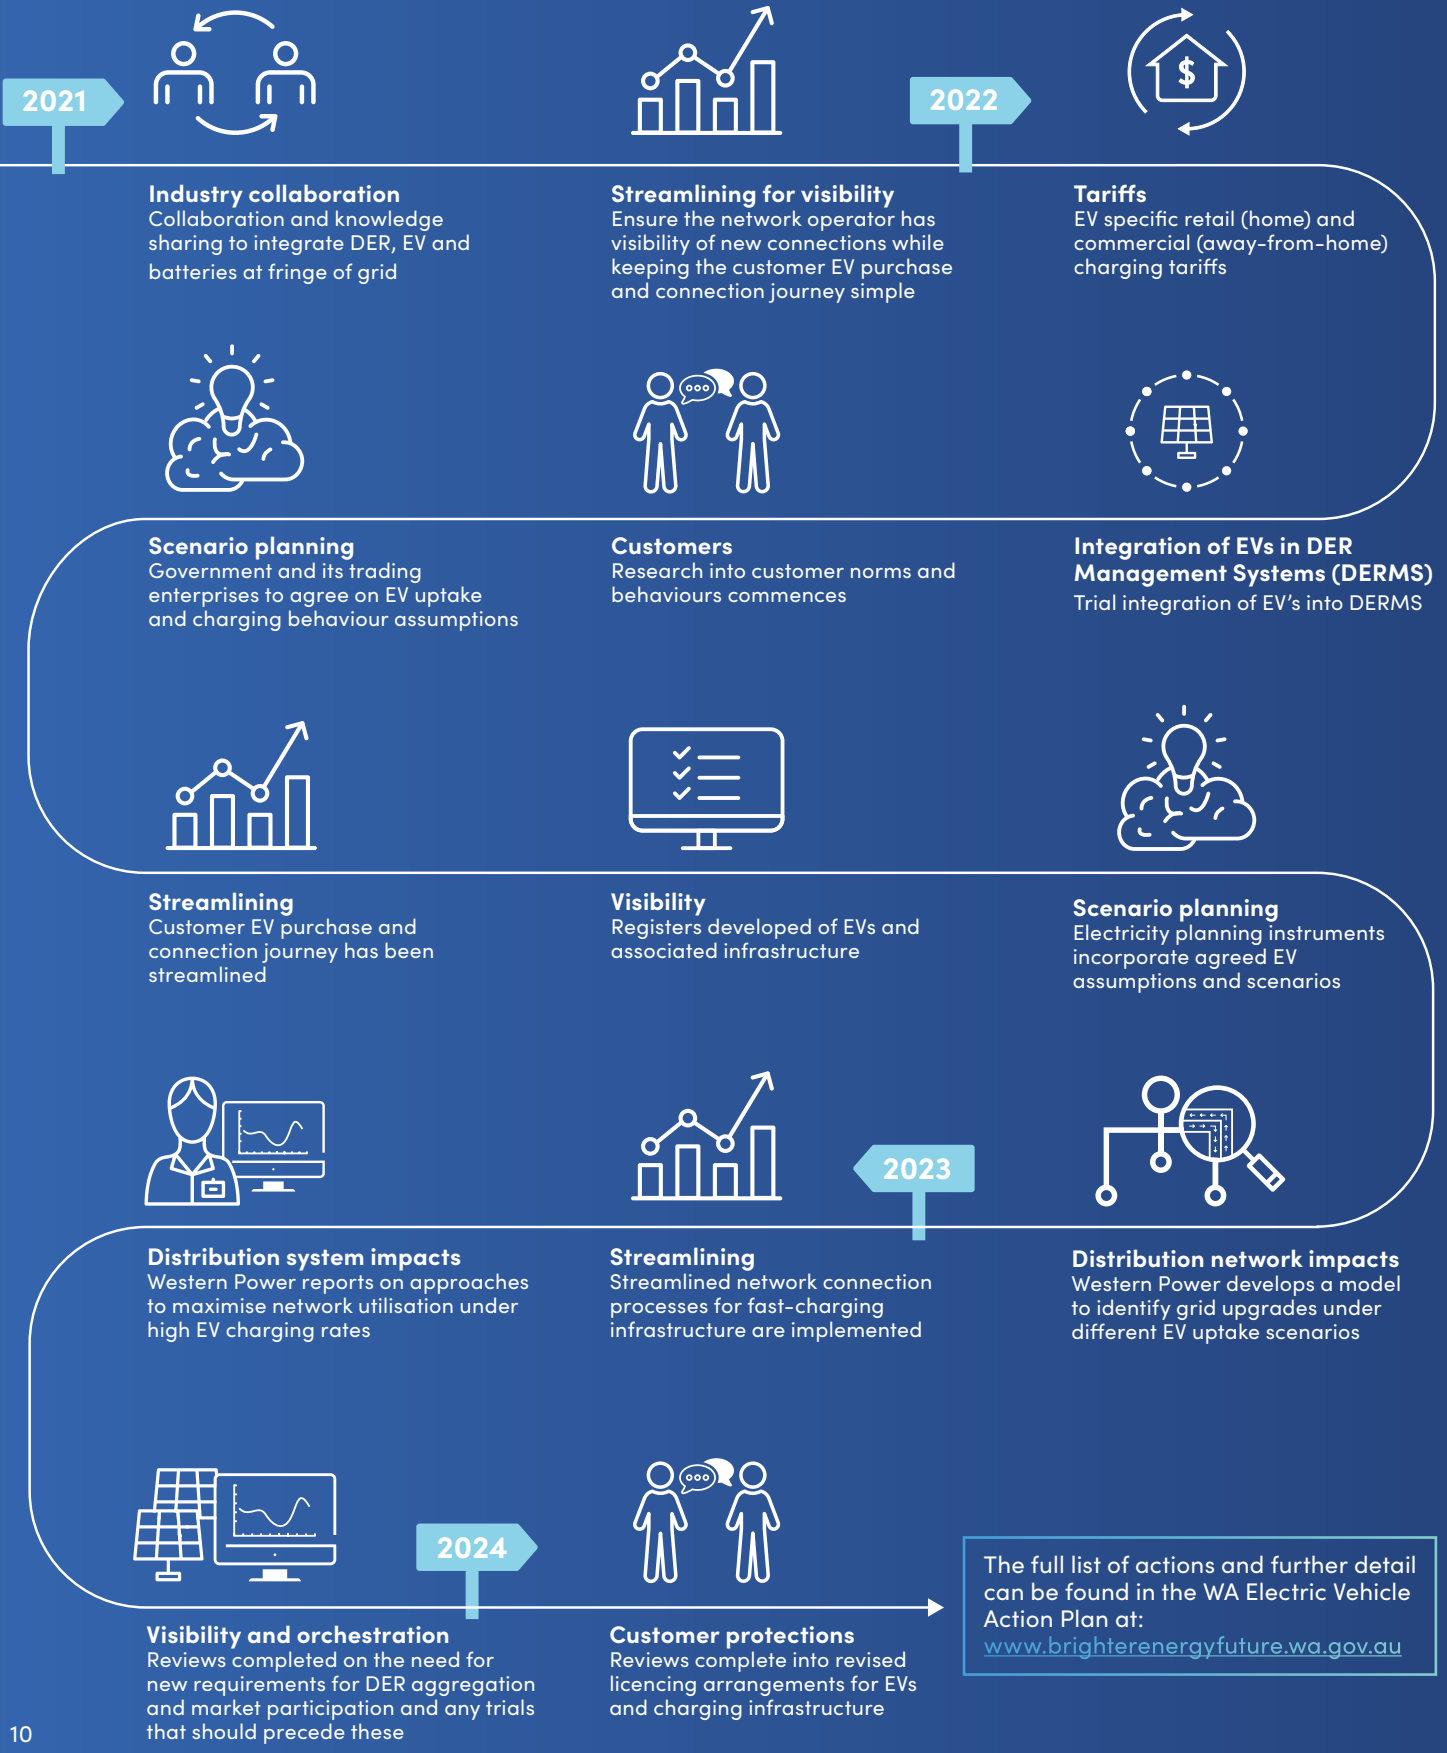 2021
Industry collaboration
Collaboration and knowledge
sharing to integrate DER, EV and
batteries at fringe of grid
Streamlining for visibility
Ensure the network operator has
visibility of new connections while
keeping the customer EV purchase
and connection journey simple
2022
Tariffs
EV specific retail (home) and
commercial (away-from-home)
charging tariffs
Scenario planning
Government and its trading
enterprises to agree on EV uptake
and charging behaviour assumptions
Customers
Research into customer norms and
behaviours commences
Integration of EVs in DER
Management Systems (DERMS)
Trial integration of EV's into DERMS
Streamlining
Customer EV purchase and
connection journey has been
streamlined
Visibility
Registers developed of EVs and
associated infrastructure
Scenario planning
Electricity planning instruments
incorporate agreed EV
assumptions and scenarios
Distribution system impacts
Western Power reports on approaches
to maximise network utilisation under
high EV charging rates
Streamlining
Streamlined network connection
processes for fast-charging
infrastructure are implemented
2023
Distribution network impacts
Western Power develops a model
to identify grid upgrades under
different EV uptake scenarios
Visibility and orchestration
Reviews completed on the need for
new requirements for DER aggregation
and market participation and any trials
that should precede these
2024
Customer protections
Reviews complete into revised
licencing arrangements for EVs
and charging infrastructure
The full list of actions and further detail
can be found in the WA Electric Vehicle
Action Plan at:
www.brighterenergyfuture.wa.gov.au
10